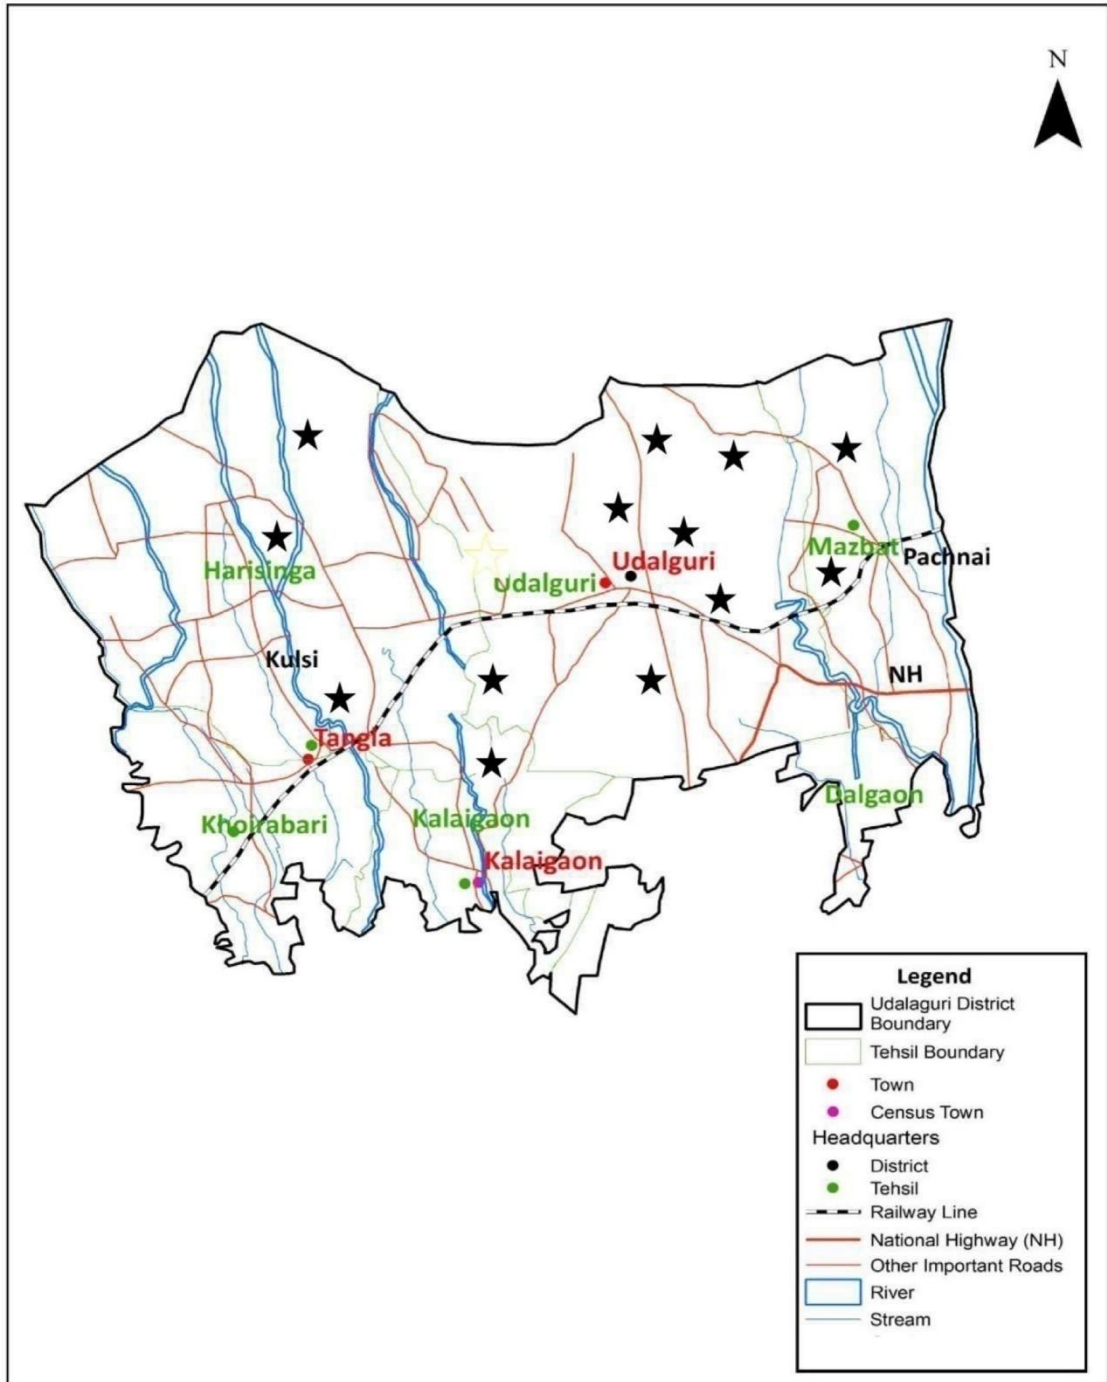 N
Harisinga
Udalguri
udalguri
Mazbat
Pachnai
Kulsi
NH
Tangla
Dalgaon
Khoirabari
Kalaigaon
Kalaigaon
Legend
Udalaguri District
Boundary
Tehsil Boundary
Town
Census Town
Headquarters
District
Tehsil
Railway Line
National Highway (NH)
Other Important Roads
River
Stream